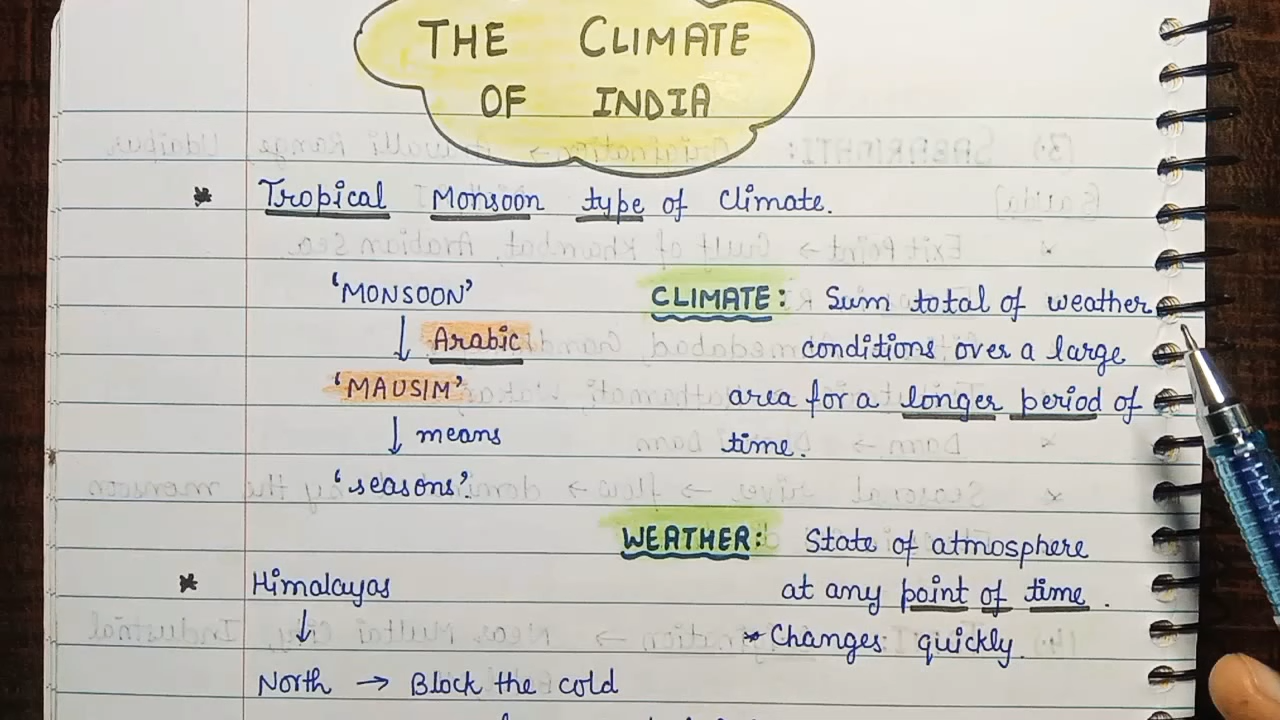 THE CLIMATE
OF INDIA
* Tropical Monsoon type of Climate.
'MONSOON'
↓ Arabic
'MAUSIM'
↓ means
'seasons'
CLIMATE: Sum total of weather
conditions over a large
area for a longer period of
time.
WEATHER: State of atmosphere
at any point of time.
* Changes quickly.
* Himalayas
↓
North → Block the cold